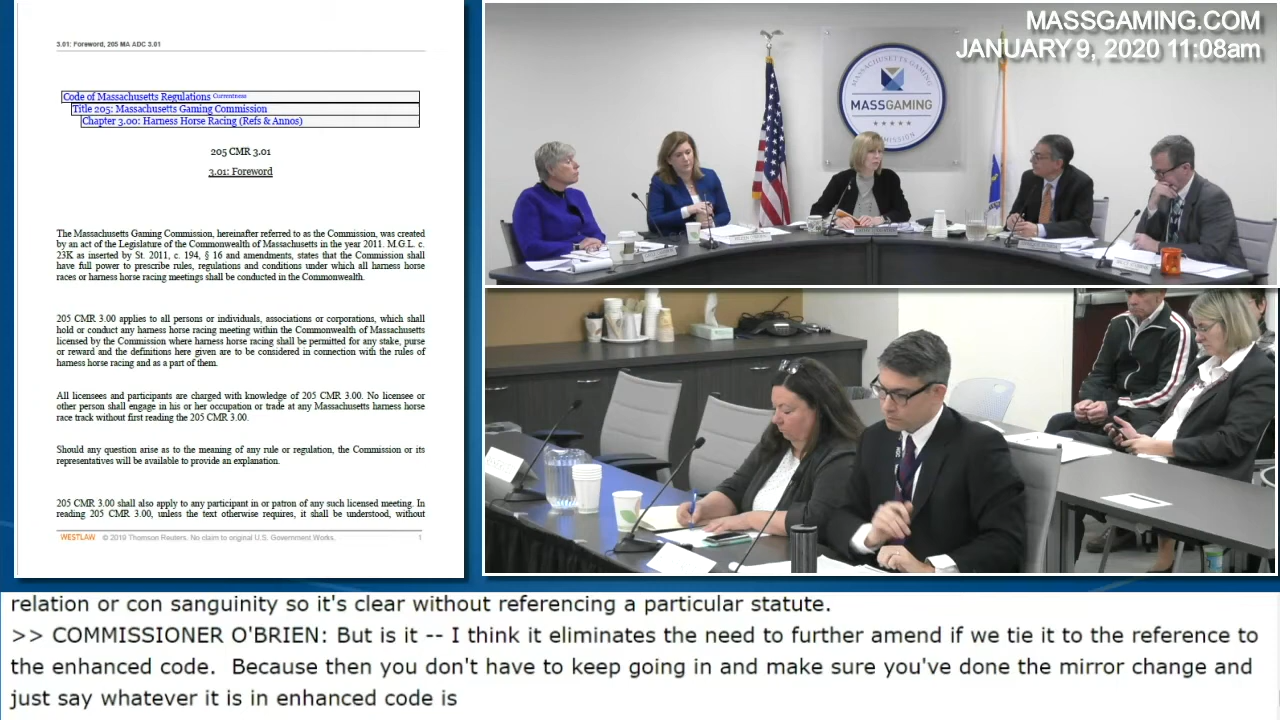 3.01: Foreword, 205 MA ADC 3.01
Code of Massachusetts Regulations Currentness
Title 205: Massachusetts Gaming Commission
Chapter 3.00: Harness Horse Racing (Refs & Annos)
205 CMR 3.01
3.01: Foreword
The Massachusetts Gaming Commission, hereinafter referred to as the Commission, was created
by an act of the Legislature of the Commonwealth of Massachusetts in the year 2011. M.G.L. c.
23K as inserted by St. 2011, c. 194, § 16 and amendments, states that the Commission shall
have full power to prescribe rules, regulations and conditions under which all harness horse
races or harness horse racing meetings shall be conducted in the Commonwealth.
205 CMR 3.00 applies to all persons or individuals, associations or corporations, which shall
hold or conduct any harness horse racing meeting within the Commonwealth of Massachusetts
licensed by the Commission where harness horse racing shall be permitted for any stake, purse
or reward and the definitions here given are to be considered in connection with the rules of
harness horse racing and as a part of them.
All licensees and participants are charged with knowledge of 205 CMR 3.00. No licensee or
other person shall engage in his or her occupation or trade at any Massachusetts harness horse
race track without first reading the 205 CMR 3.00.
Should any question arise as to the meaning of any rule or regulation, the Commission or its
representatives will be available to provide an explanation.
205 CMR 3.00 shall also apply to any participant in or patron of any such licensed meeting. In
reading 205 CMR 3.00, unless the text otherwise requires, it shall be understood, without
WESTLAW © 2019 Thomson Reuters. No claim to original U.S. Government Works. 1
MASSGAMING.COM
JANUARY 9, 2020 11:08am
MASSACHUSETTS GAMING
MASSGAMING
COMMISSION
relation or con sanguinity so it's clear without referencing a particular statute.
>> COMMISSIONER O'BRIEN: But is it -- I think it eliminates the need to further amend if we tie it to the reference to
the enhanced code.  Because then you don't have to keep going in and make sure you've done the mirror change and
just say whatever it is in enhanced code is